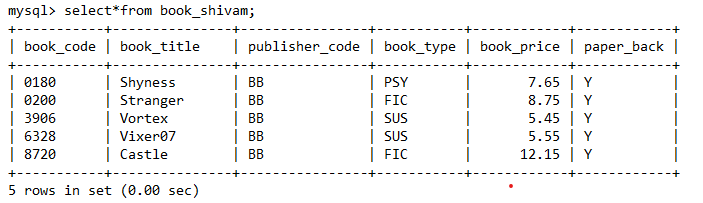 mysql> select*from book_shivam;
+-----------+--------------+----------------+-----------+------------+------------+
| book_code | book_title   | publisher_code | book_type | book_price | paper_back |
+-----------+--------------+----------------+-----------+------------+------------+
| 0180      | Shyness      | BB             | PSY       |       7.65 | Y          |
| 0200      | Stranger     | BB             | FIC       |       8.75 | Y          |
| 3906      | Vortex       | BB             | SUS       |       5.45 | Y          |
| 6328      | Vixer07      | BB             | SUS       |       5.55 | Y          |
| 8720      | Castle       | BB             | FIC       |      12.15 | Y          |
+-----------+--------------+----------------+-----------+------------+------------+
5 rows in set (0.00 sec)